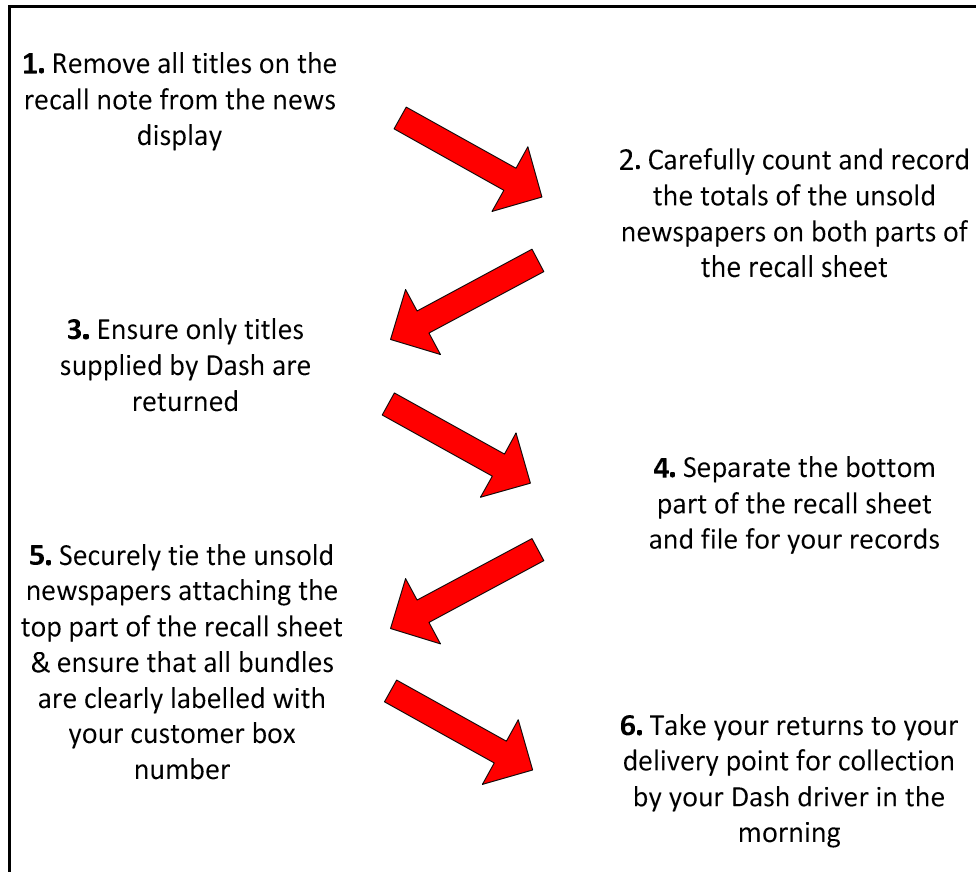 1. Remove all titles on the
recall note from the news
display
2. Carefully count and record
the totals of the unsold
newspapers on both parts of
the recall sheet
3. Ensure only titles
supplied by Dash are
returned
4. Separate the bottom
part of the recall sheet
and file for your records
5. Securely tie the unsold
newspapers attaching the
top part of the recall sheet
& ensure that all bundles
are clearly labelled with
your customer box
number
6. Take your returns to your
delivery point for collection
by your Dash driver in the
morning